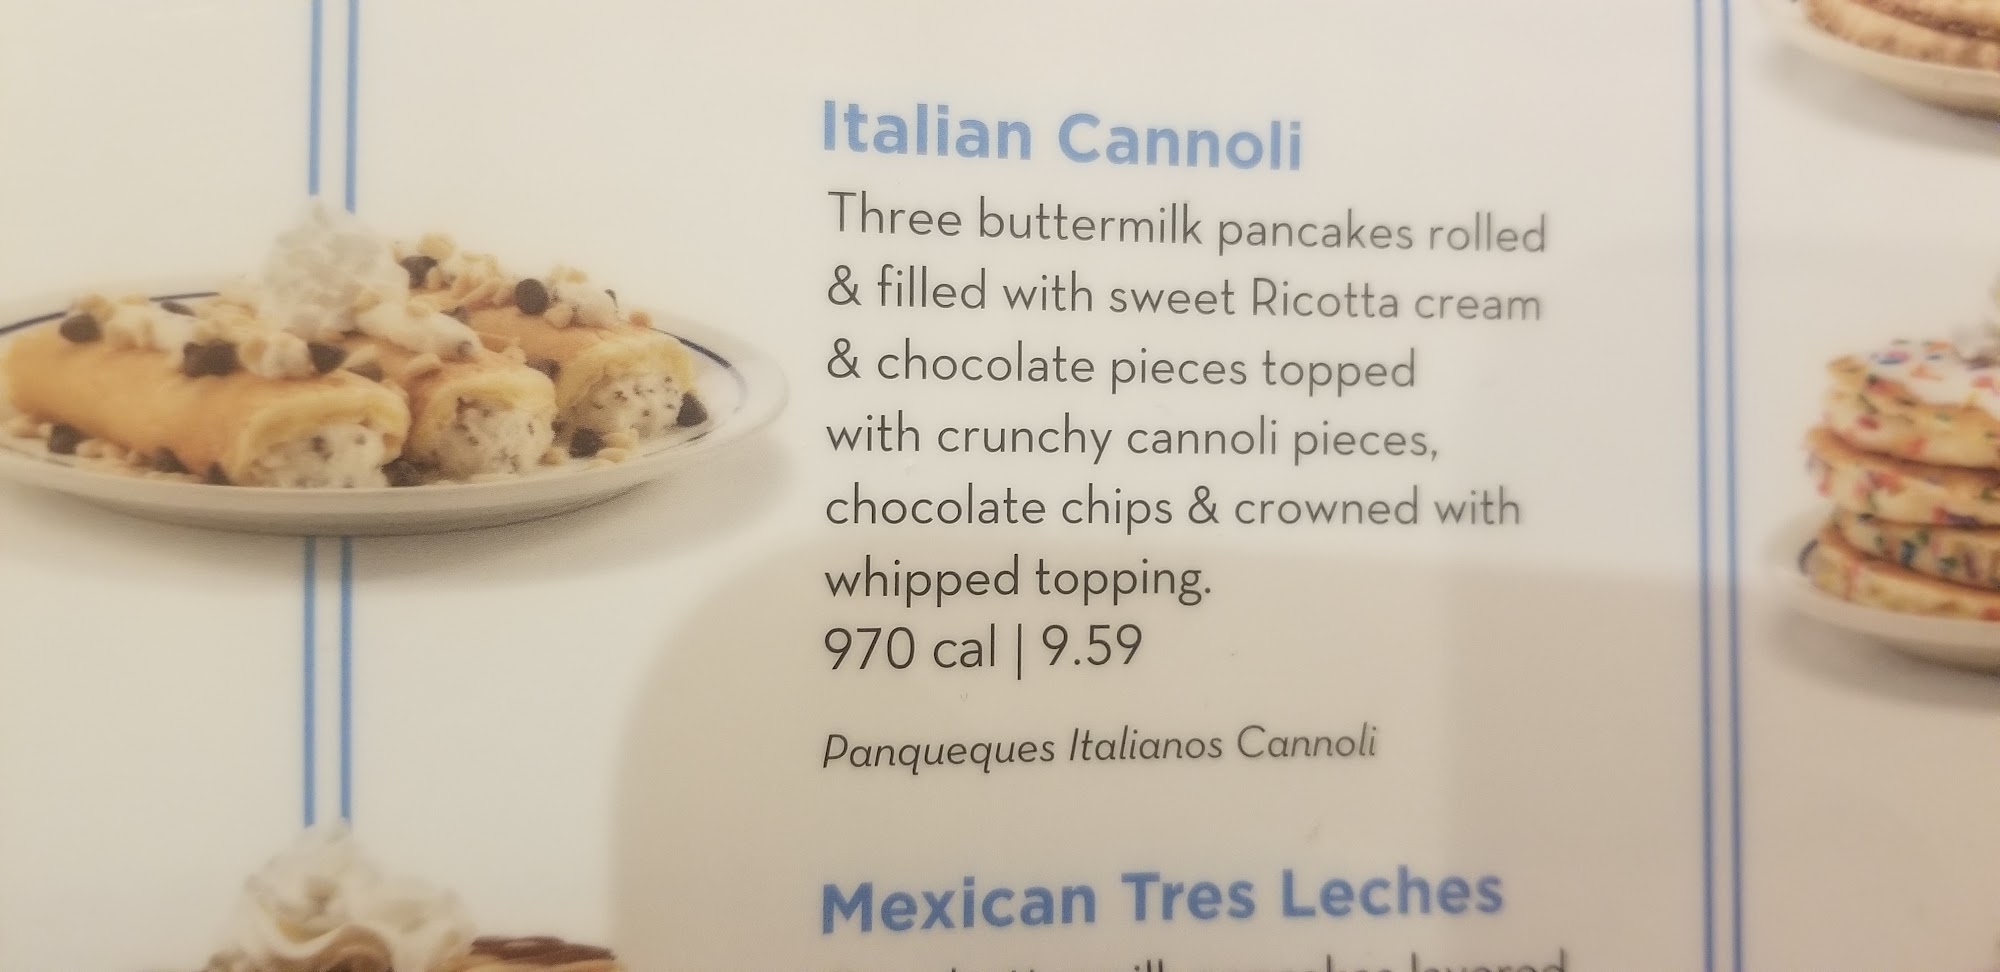 Italian Cannoli
Three buttermilk pancakes rolled
& filled with sweet Ricotta cream
& chocolate pieces topped
with crunchy cannoli pieces,
chocolate chips & crowned with
whipped topping.
970 cal | 9.59
Panqueques Italianos Cannoli
Mexican Tres Leches